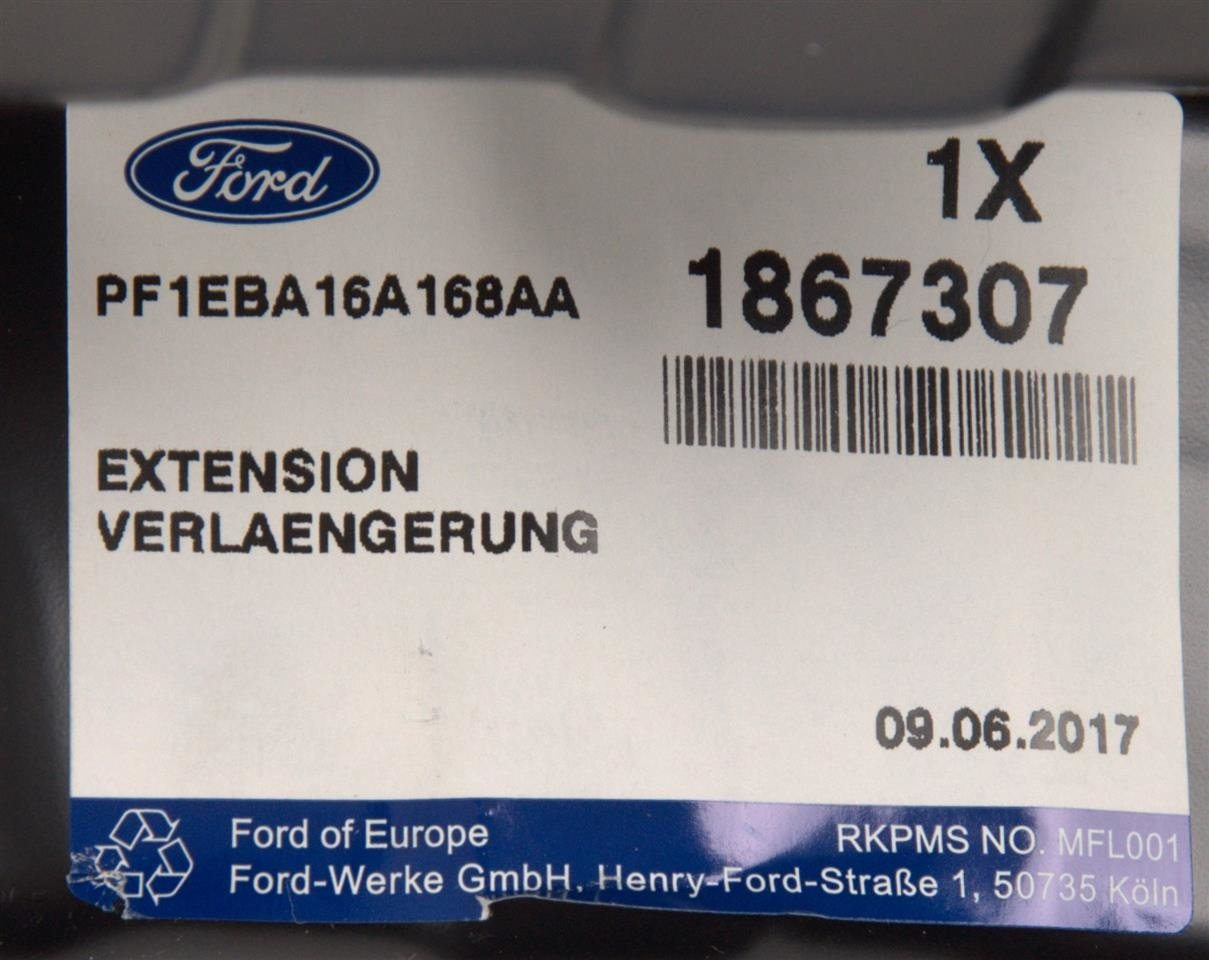 Ford
1X
PF1EBA16A168AA
1867307
EXTENSION
VERLAENGERUNG
09.06.2017
Ford of Europe
RKPMS NO. MFL001
Ford-Werke GmbH, Henry-Ford-Straße 1, 50735 Köln